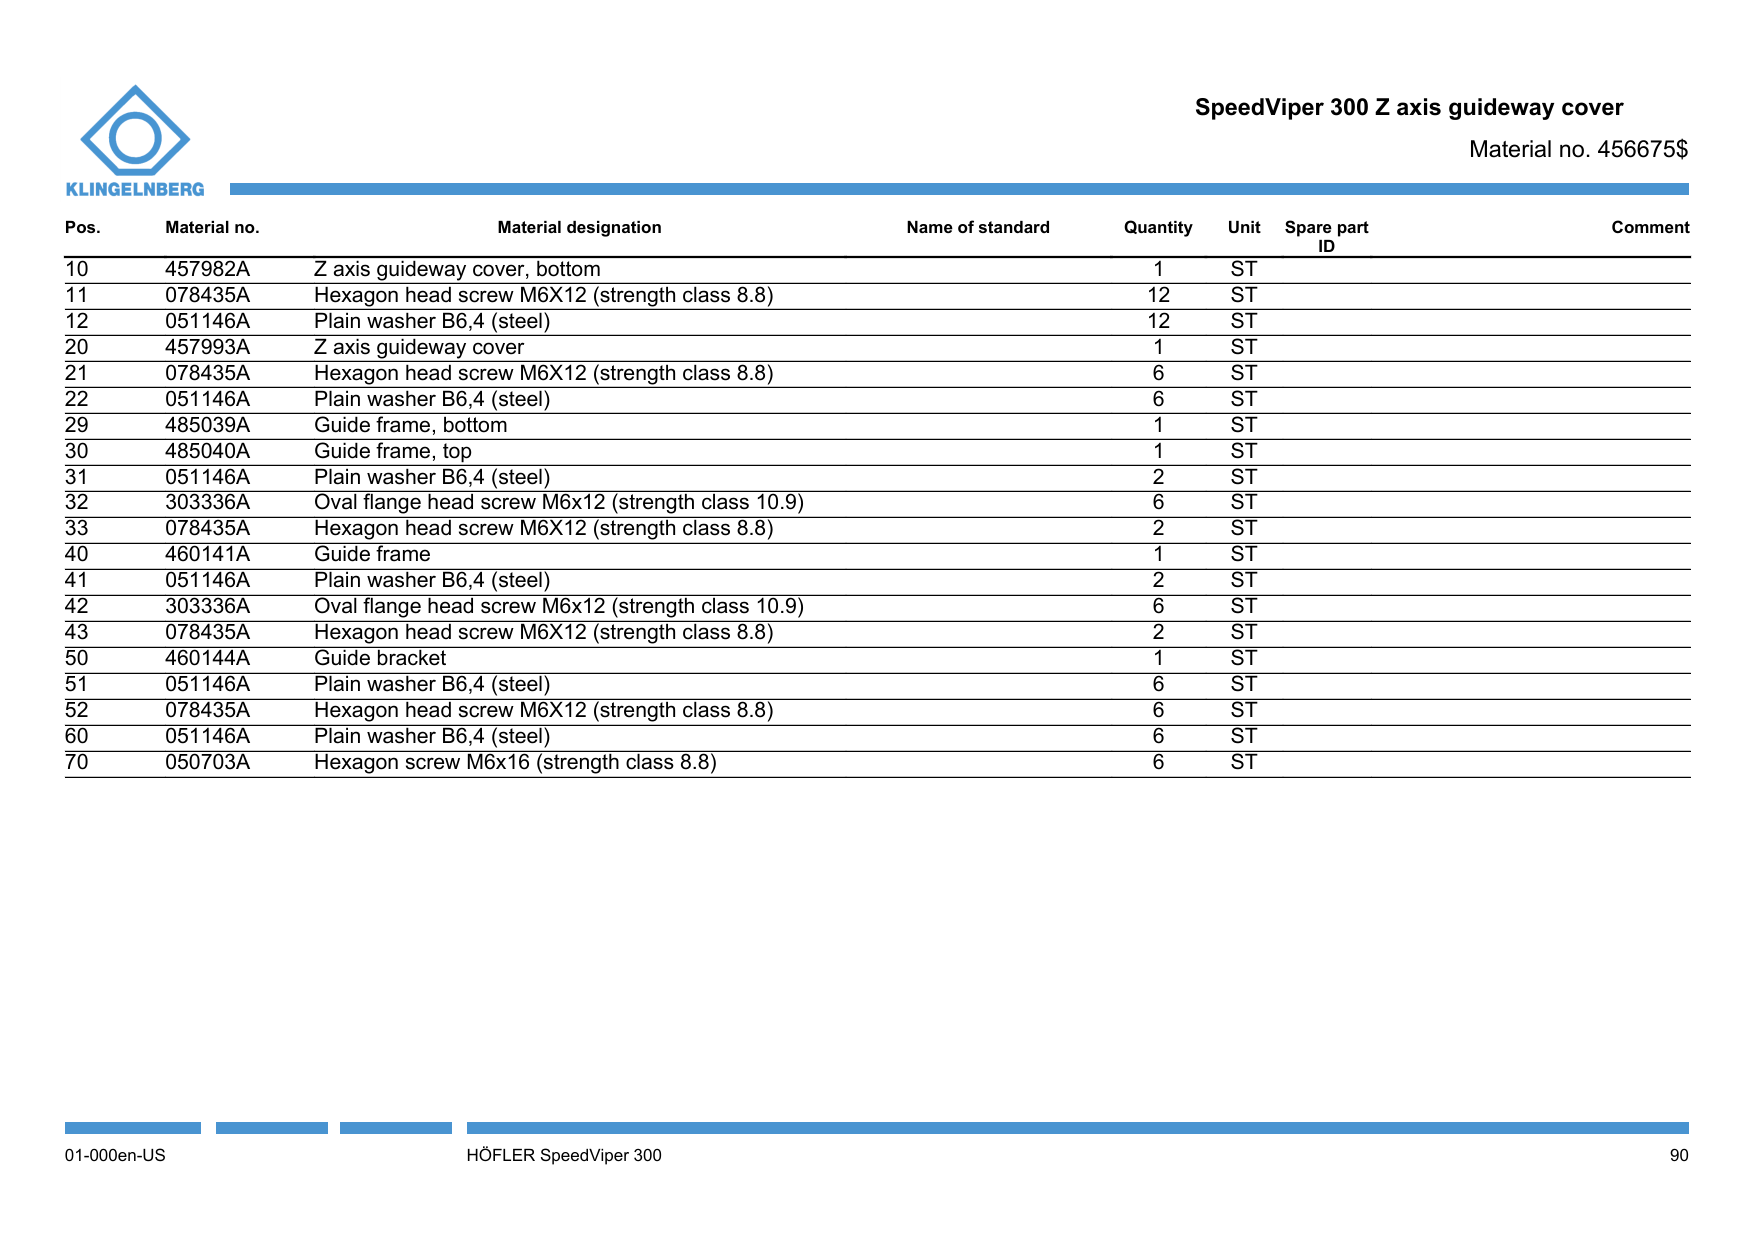 KLINGELNBERG
SpeedViper 300 Z axis guideway cover
Material no. 456675$
Pos. Material no. Material designation Name of standard Quantity Unit Spare part ID Comment
10 457982A Z axis guideway cover, bottom 1 ST
11 078435A Hexagon head screw M6X12 (strength class 8.8) 12 ST
12 051146A Plain washer B6,4 (steel) 12 ST
20 457993A Z axis guideway cover 1 ST
21 078435A Hexagon head screw M6X12 (strength class 8.8) 6 ST
22 051146A Plain washer B6,4 (steel) 6 ST
29 485039A Guide frame, bottom 1 ST
30 485040A Guide frame, top 1 ST
31 051146A Plain washer B6,4 (steel) 2 ST
32 303336A Oval flange head screw M6x12 (strength class 10.9) 6 ST
33 078435A Hexagon head screw M6X12 (strength class 8.8) 2 ST
40 460141A Guide frame 1 ST
41 051146A Plain washer B6,4 (steel) 2 ST
42 303336A Oval flange head screw M6x12 (strength class 10.9) 6 ST
43 078435A Hexagon head screw M6X12 (strength class 8.8) 2 ST
50 460144A Guide bracket 1 ST
51 051146A Plain washer B6,4 (steel) 6 ST
52 078435A Hexagon head screw M6X12 (strength class 8.8) 6 ST
60 051146A Plain washer B6,4 (steel) 6 ST
70 050703A Hexagon screw M6x16 (strength class 8.8) 6 ST
01-000en-US HÖFLER SpeedViper 300 90